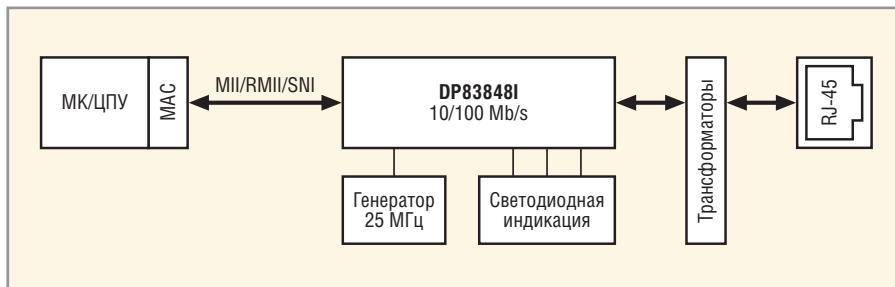 МК/ЦПУ
MAC
MII/RMII/SNI
DP83848I
10/100 Mb/s
Генератор
25 МГц
Светодиодная
индикация
Трансформаторы
RJ-45